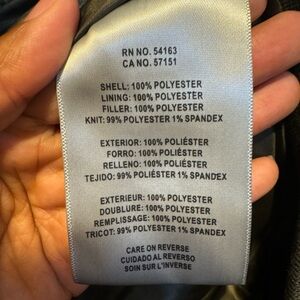 RN NO. 54163
CA NO. 57151
SHELL: 100% POLYESTER
LINING: 100% POLYESTER
FILLER: 100% POLYESTER
KNIT: 99% POLYESTER 1% SPANDEX
EXTERIOR: 100% POLIÉSTER
FORRO: 100% POLIÉSTER
RELLENO: 100% POLIÉSTER
TEJIDO: 99% POLIÉSTER 1% SPANDEX
EXTERIEUR: 100% POLYESTER
DOUBLURE: 100% POLYESTER
REMPLISSAGE: 100% POLYESTER
TRICOT: 99% POLYESTER 1% SPANDEX
CARE ON REVERSE
CUIDADO AL REVERSO
SOIN SUR L'INVERSE